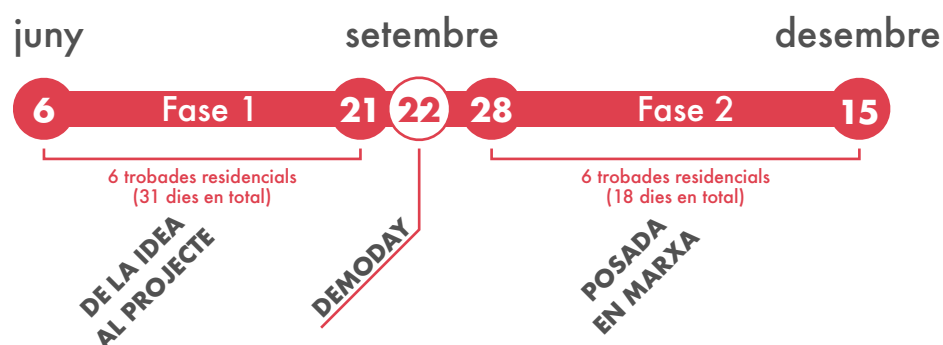 juny
setembre
desembre
6
Fase 1
21
22
28
Fase 2
15
6 trobades residencials
(31 dies en total)
6 trobades residencials
(18 dies en total)
DE LA IDEA
AL PROJECTE
DEMODAY
POSADA
EN MARXA